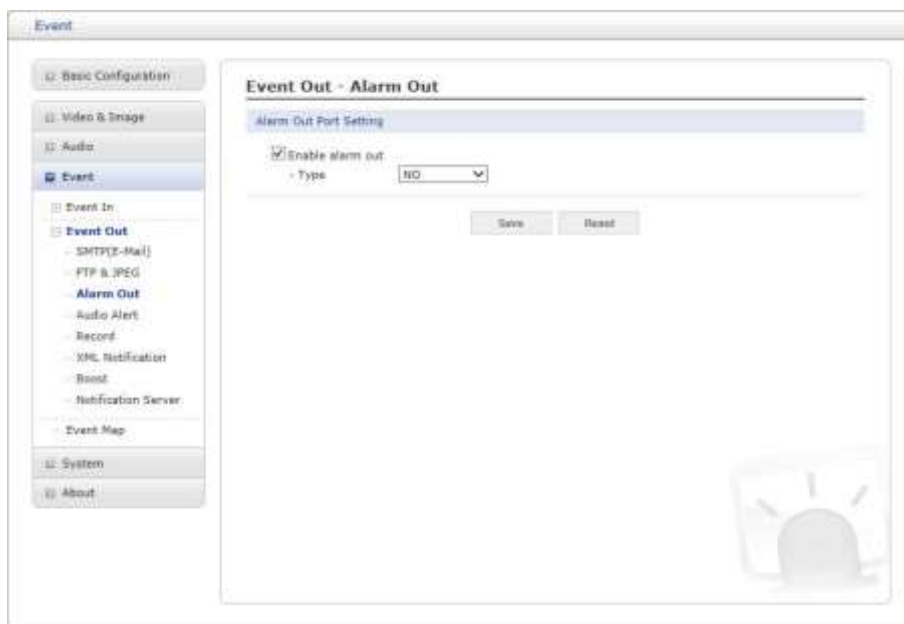 Event
Basic Configuration
Video & Image
Audio
Event
Event In
Event Out
SMTP(E-Mail)
FTP & JPEG
Alarm Out
Audio Alert
Record
XML Notification
Boost
Notification Server
Event Map
System
About
Event Out - Alarm Out
Alarm Out Port Setting
Enable alarm out
- Type NO
Save Reset